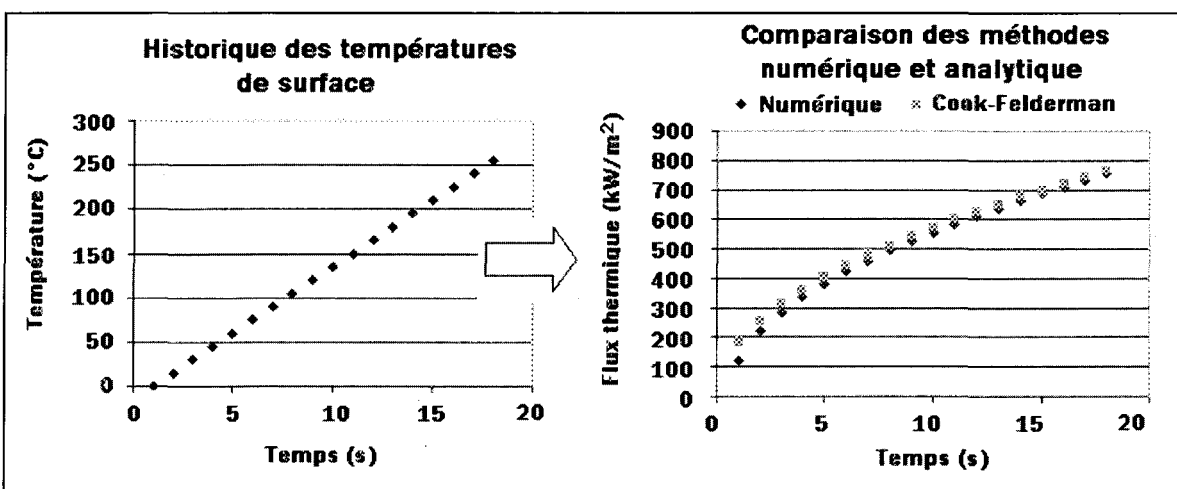 Historique des températures
de surface
Température (°C)
300
250
200
150
100
50
0
0 5 10 15 20
Temps (s)
Comparaison des méthodes
numérique et analytique
Numérique Cook-Felderman
Flux thermique (kW/m²)
900
800
700
600
500
400
300
200
100
0
0 5 10 15 20
Temps (s)